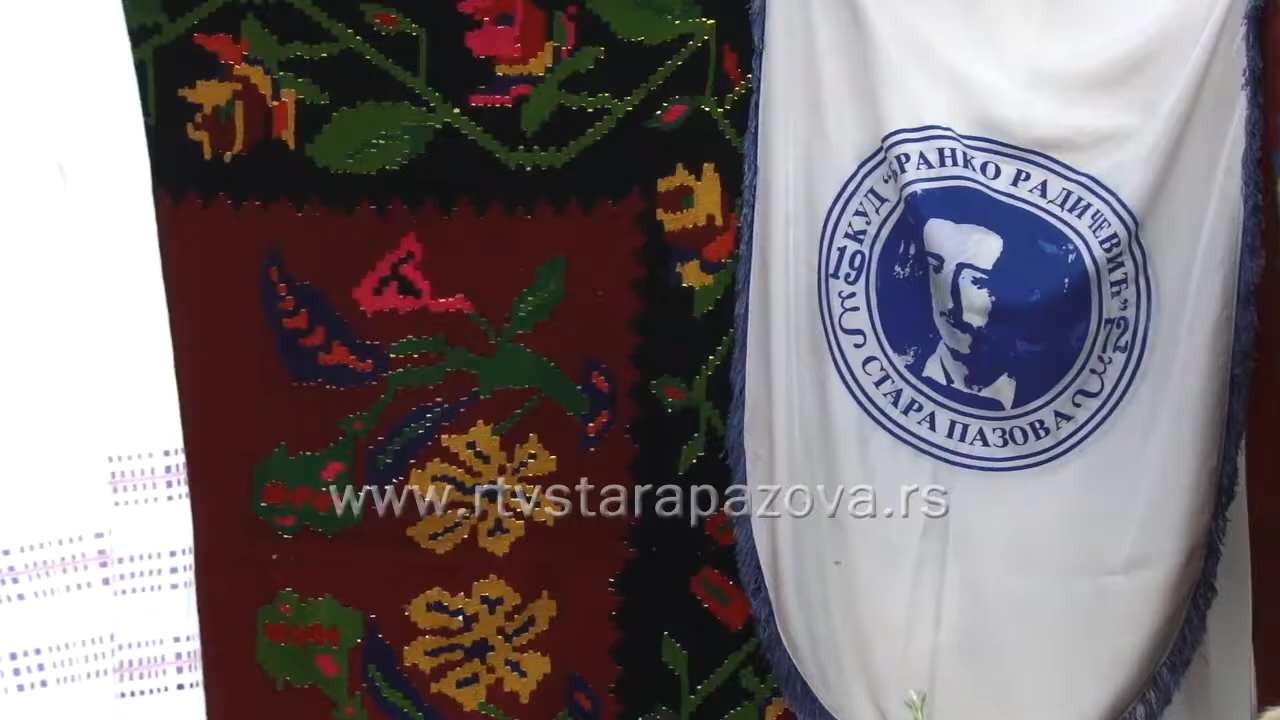 КУД “БРАНКО РАДИЧЕВИЋ”
19 72
СТАРА ПАЗОВА
www.rtvstarapazova.rs